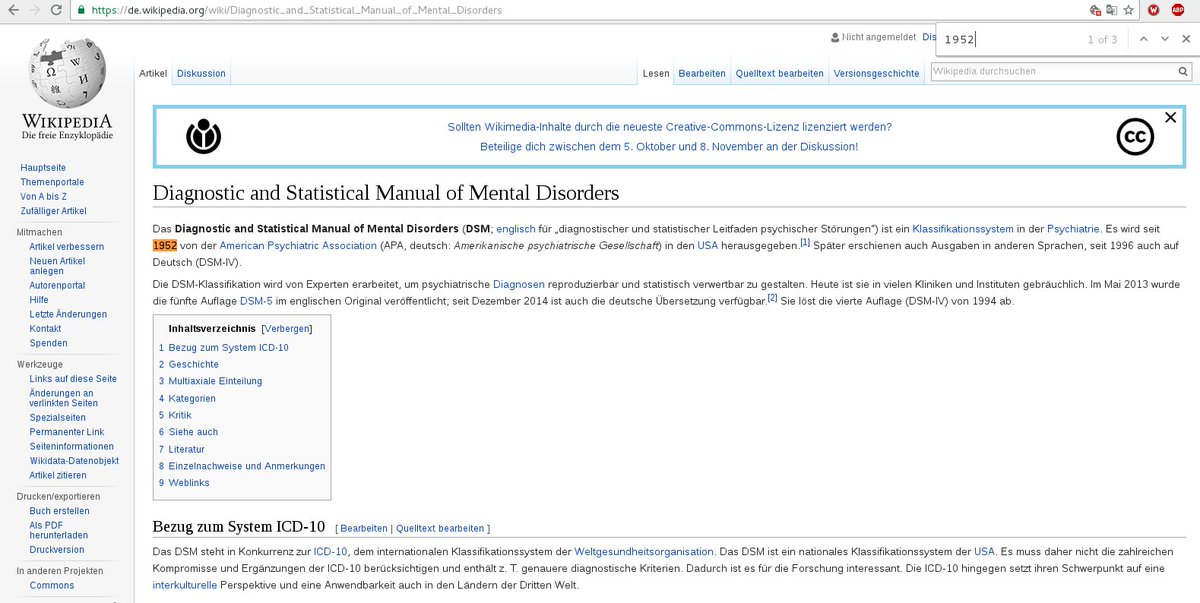 https://de.wikipedia.org/wiki/Diagnostic_and_Statistical_Manual_of_Mental_Disorders
1952 1 of 3
Nicht angemeldet Dis
Artikel Diskussion Lesen Bearbeiten Quelltext bearbeiten Versionsgeschichte Wikipedia durchsuchen
WIKIPEDIA
Die freie Enzyklopädie
Hauptseite
Themenportale
Von A bis Z
Zufälliger Artikel
Mitmachen
Artikel verbessern
Neuen Artikel
anlegen
Autorenportal
Hilfe
Letzte Änderungen
Kontakt
Spenden
Werkzeuge
Links auf diese Seite
Änderungen an
verlinkten Seiten
Spezialseiten
Permanenter Link
Seiteninformationen
Wikidata-Datenobjekt
Artikel zitieren
Drucken/exportieren
Buch erstellen
Als PDF
herunterladen
Druckversion
In anderen Projekten
Commons
Sollten Wikimedia-Inhalte durch die neueste Creative-Commons-Lizenz lizenziert werden?
Beteilige dich zwischen dem 5. Oktober und 8. November an der Diskussion!
cc
Diagnostic and Statistical Manual of Mental Disorders
Das Diagnostic and Statistical Manual of Mental Disorders (DSM; englisch für „diagnostischer und statistischer Leitfaden psychischer Störungen“) ist ein Klassifikationssystem in der Psychiatrie. Es wird seit
1952 von der American Psychiatric Association (APA, deutsch: Amerikanische psychiatrische Gesellschaft) in den USA herausgegeben.[1] Später erschienen auch Ausgaben in anderen Sprachen, seit 1996 auch auf
Deutsch (DSM-IV).
Die DSM-Klassifikation wird von Experten erarbeitet, um psychiatrische Diagnosen reproduzierbar und statistisch verwertbar zu gestalten. Heute ist sie in vielen Kliniken und Instituten gebräuchlich. Im Mai 2013 wurde
die fünfte Auflage DSM-5 im englischen Original veröffentlicht; seit Dezember 2014 ist auch die deutsche Übersetzung verfügbar.[2] Sie löst die vierte Auflage (DSM-IV) von 1994 ab.
Inhaltsverzeichnis [Verbergen]
1 Bezug zum System ICD-10
2 Geschichte
3 Multiaxiale Einteilung
4 Kategorien
5 Kritik
6 Siehe auch
7 Literatur
8 Einzelnachweise und Anmerkungen
9 Weblinks
Bezug zum System ICD-10 [ Bearbeiten | Quelltext bearbeiten ]
Das DSM steht in Konkurrenz zur ICD-10, dem internationalen Klassifikationssystem der Weltgesundheitsorganisation. Das DSM ist ein nationales Klassifikationssystem der USA. Es muss daher nicht die zahlreichen
Kompromisse und Ergänzungen der ICD-10 berücksichtigen und enthält z. T. genauere diagnostische Kriterien. Dadurch ist es für die Forschung interessant. Die ICD-10 hingegen setzt ihren Schwerpunkt auf eine
interkulturelle Perspektive und eine Anwendbarkeit auch in den Ländern der Dritten Welt.